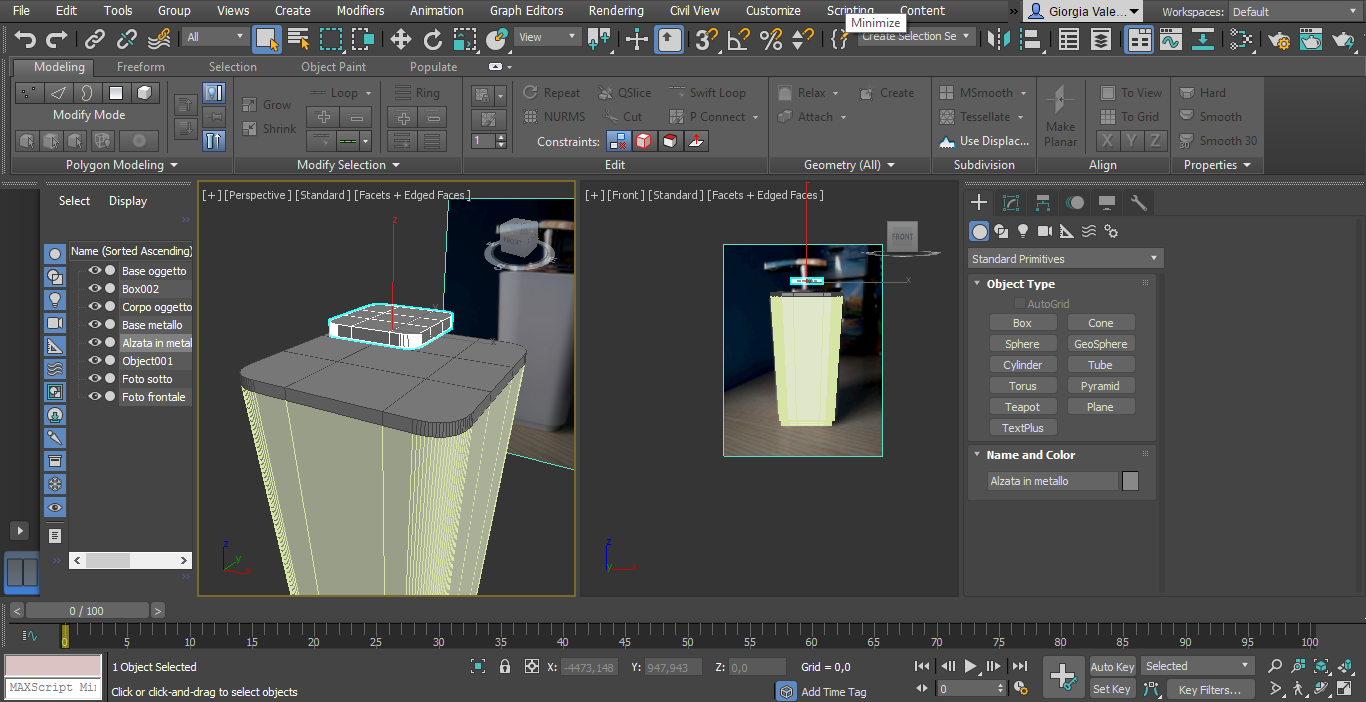 File Edit Tools Group Views Create Modifiers Animation Graph Editors Rendering Civil View Customize Scripting Content Giorgia Vale... Workspaces: Default
Minimize
All View Create Selection Se
Modeling Freeform Selection Object Paint Populate
Loop Ring Repeat QSlice Swift Loop Relax Create MSmooth To View Hard
Grow
Modify Mode NURMS Cut P Connect Attach Tessellate Make Planar To Grid Smooth
Shrink
1 Constraints: Use Displac... X Y Z Smooth 30
Polygon Modeling Modify Selection Edit Geometry (All) Subdivision Align Properties
Select Display
[+] [Perspective] [Standard] [Facets + Edged Faces]
[+] [Front] [Standard] [Facets + Edged Faces]
Name (Sorted Ascending)
Base oggetto
Box002
Corpo oggetto
Base metallo
Alzata in metal
Object001
Foto sotto
Foto frontale
z
x
FRONT
z
y
x
FRONT
x
z
y
x
Standard Primitives
Object Type
AutoGrid
Box Cone
Sphere GeoSphere
Cylinder Tube
Torus Pyramid
Teapot Plane
TextPlus
Name and Color
Alzata in metallo
< 0 / 100 >
0 5 10 15 20 25 30 35 40 45 50 55 60 65 70 75 80 85 90 95 100
1 Object Selected X: -4473,148 Y: 947,943 Z: 0,0 Grid = 0,0 Auto Key Selected
MAXScript Mi
Click or click-and-drag to select objects Add Time Tag 0 Set Key Key Filters...